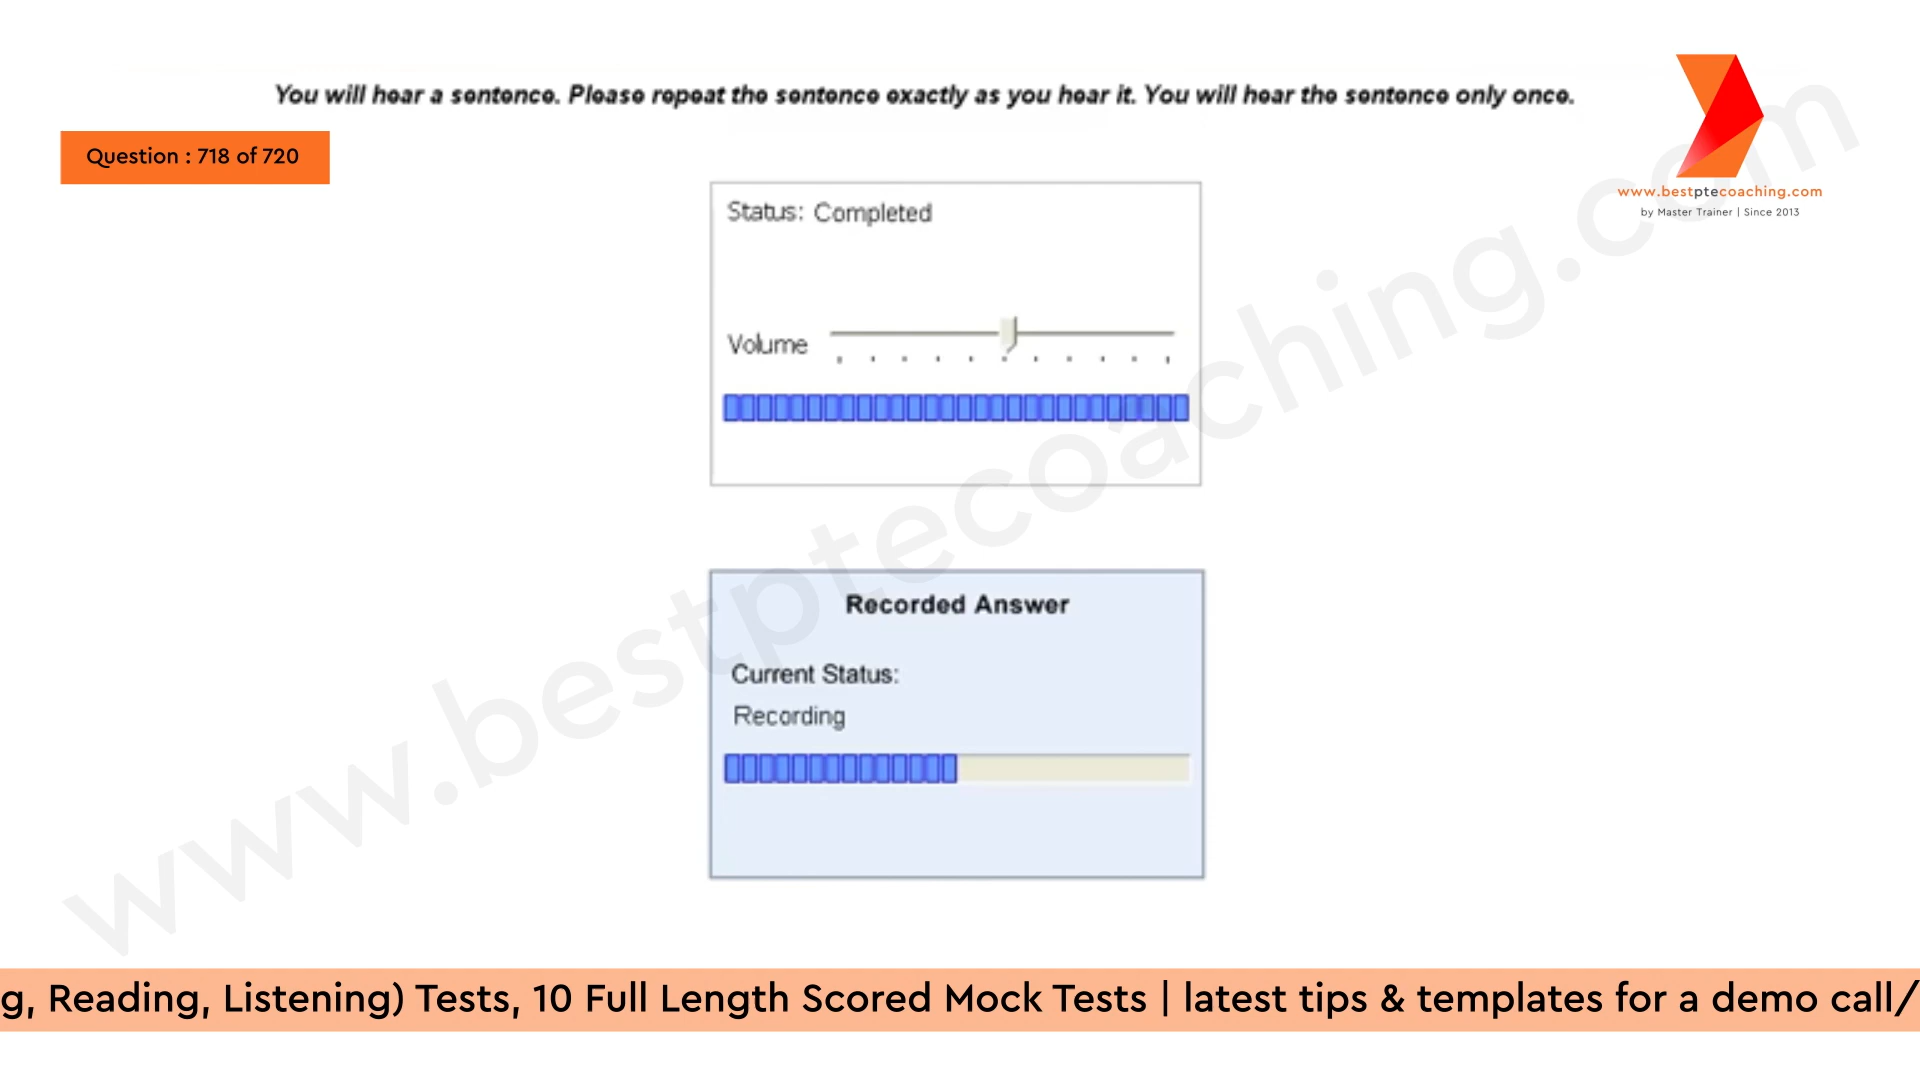 You will hear a sentence. Please repeat the sentence exactly as you hear it. You will hear the sentence only once.
Question : 718 of 720
www.bestptecoaching.com
by Master Trainer | Since 2013
Status: Completed
Volume
Recorded Answer
Current Status:
Recording
www.bestptecoaching.com
g, Reading, Listening) Tests, 10 Full Length Scored Mock Tests | latest tips & templates for a demo call/